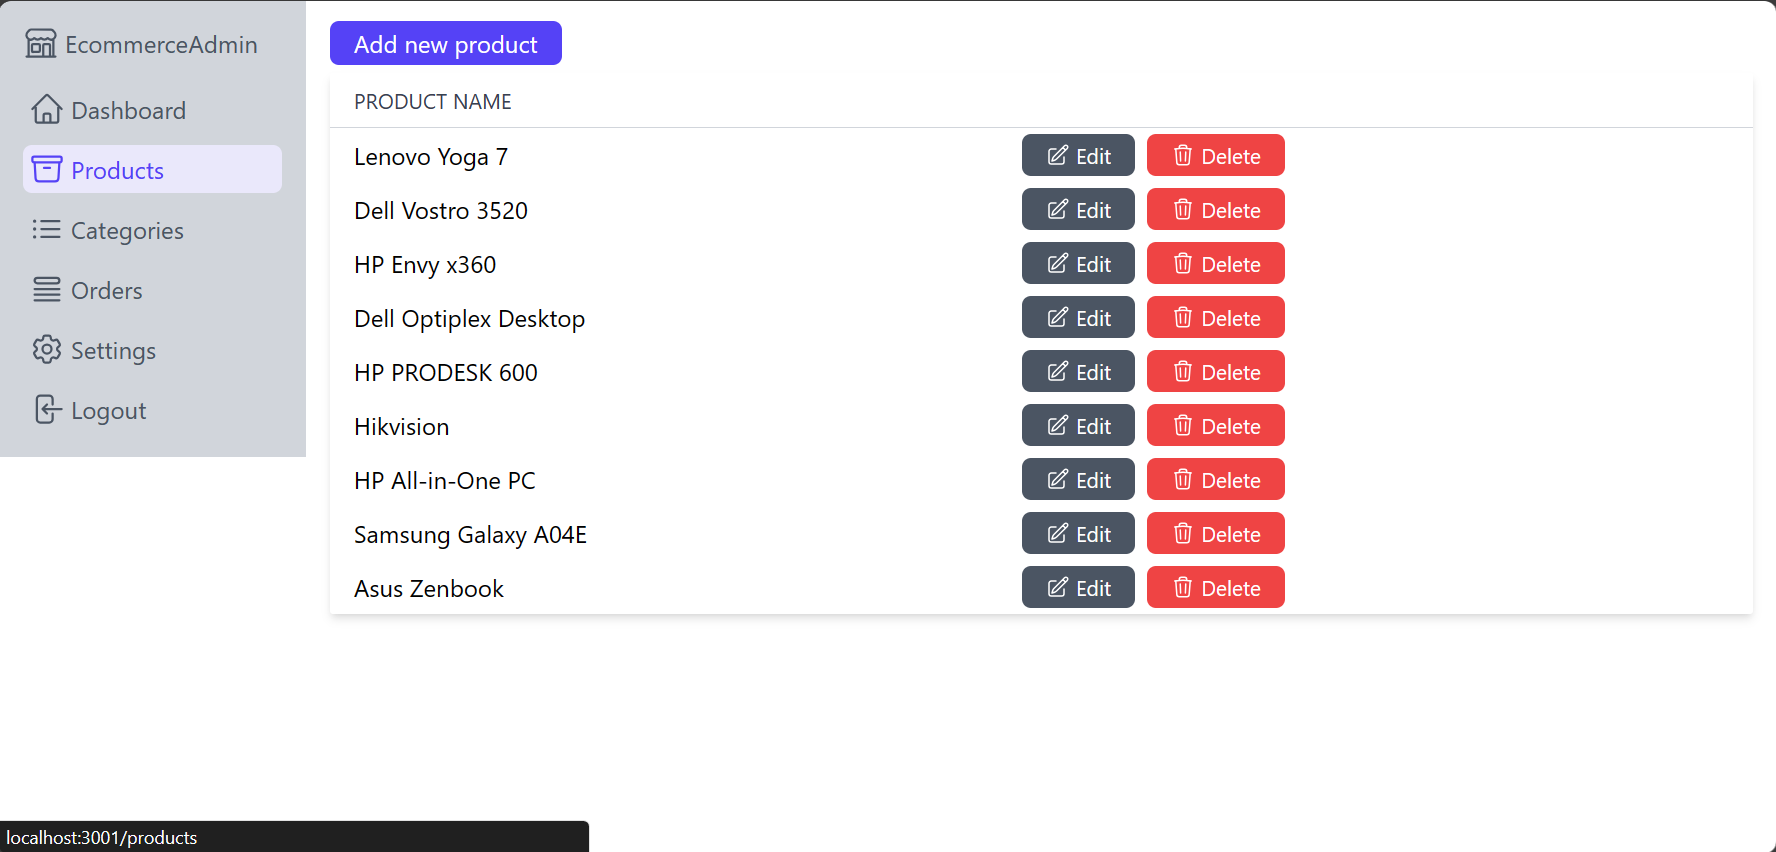 EcommerceAdmin
Dashboard
Products
Categories
Orders
Settings
Logout
Add new product
PRODUCT NAME
Lenovo Yoga 7 Edit Delete
Dell Vostro 3520 Edit Delete
HP Envy x360 Edit Delete
Dell Optiplex Desktop Edit Delete
HP PRODESK 600 Edit Delete
Hikvision Edit Delete
HP All-in-One PC Edit Delete
Samsung Galaxy A04E Edit Delete
Asus Zenbook Edit Delete
localhost:3001/products